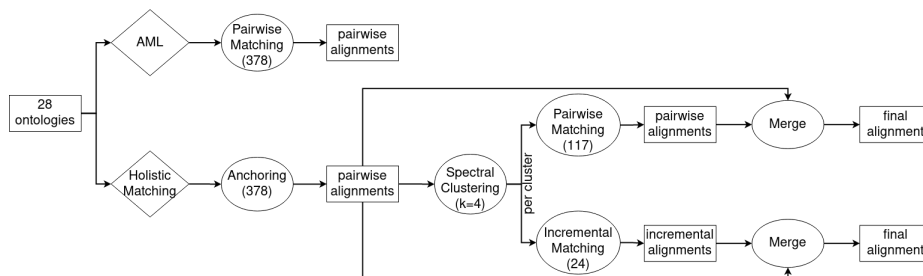 AML
Pairwise
Matching
(378)
pairwise
alignments
28
ontologies
Holistic
Matching
Anchoring
(378)
pairwise
alignments
Spectral
Clustering
(k=4)
per cluster
Pairwise
Matching
(117)
pairwise
alignments
Merge
final
alignment
Incremental
Matching
(24)
incremental
alignments
Merge
final
alignment